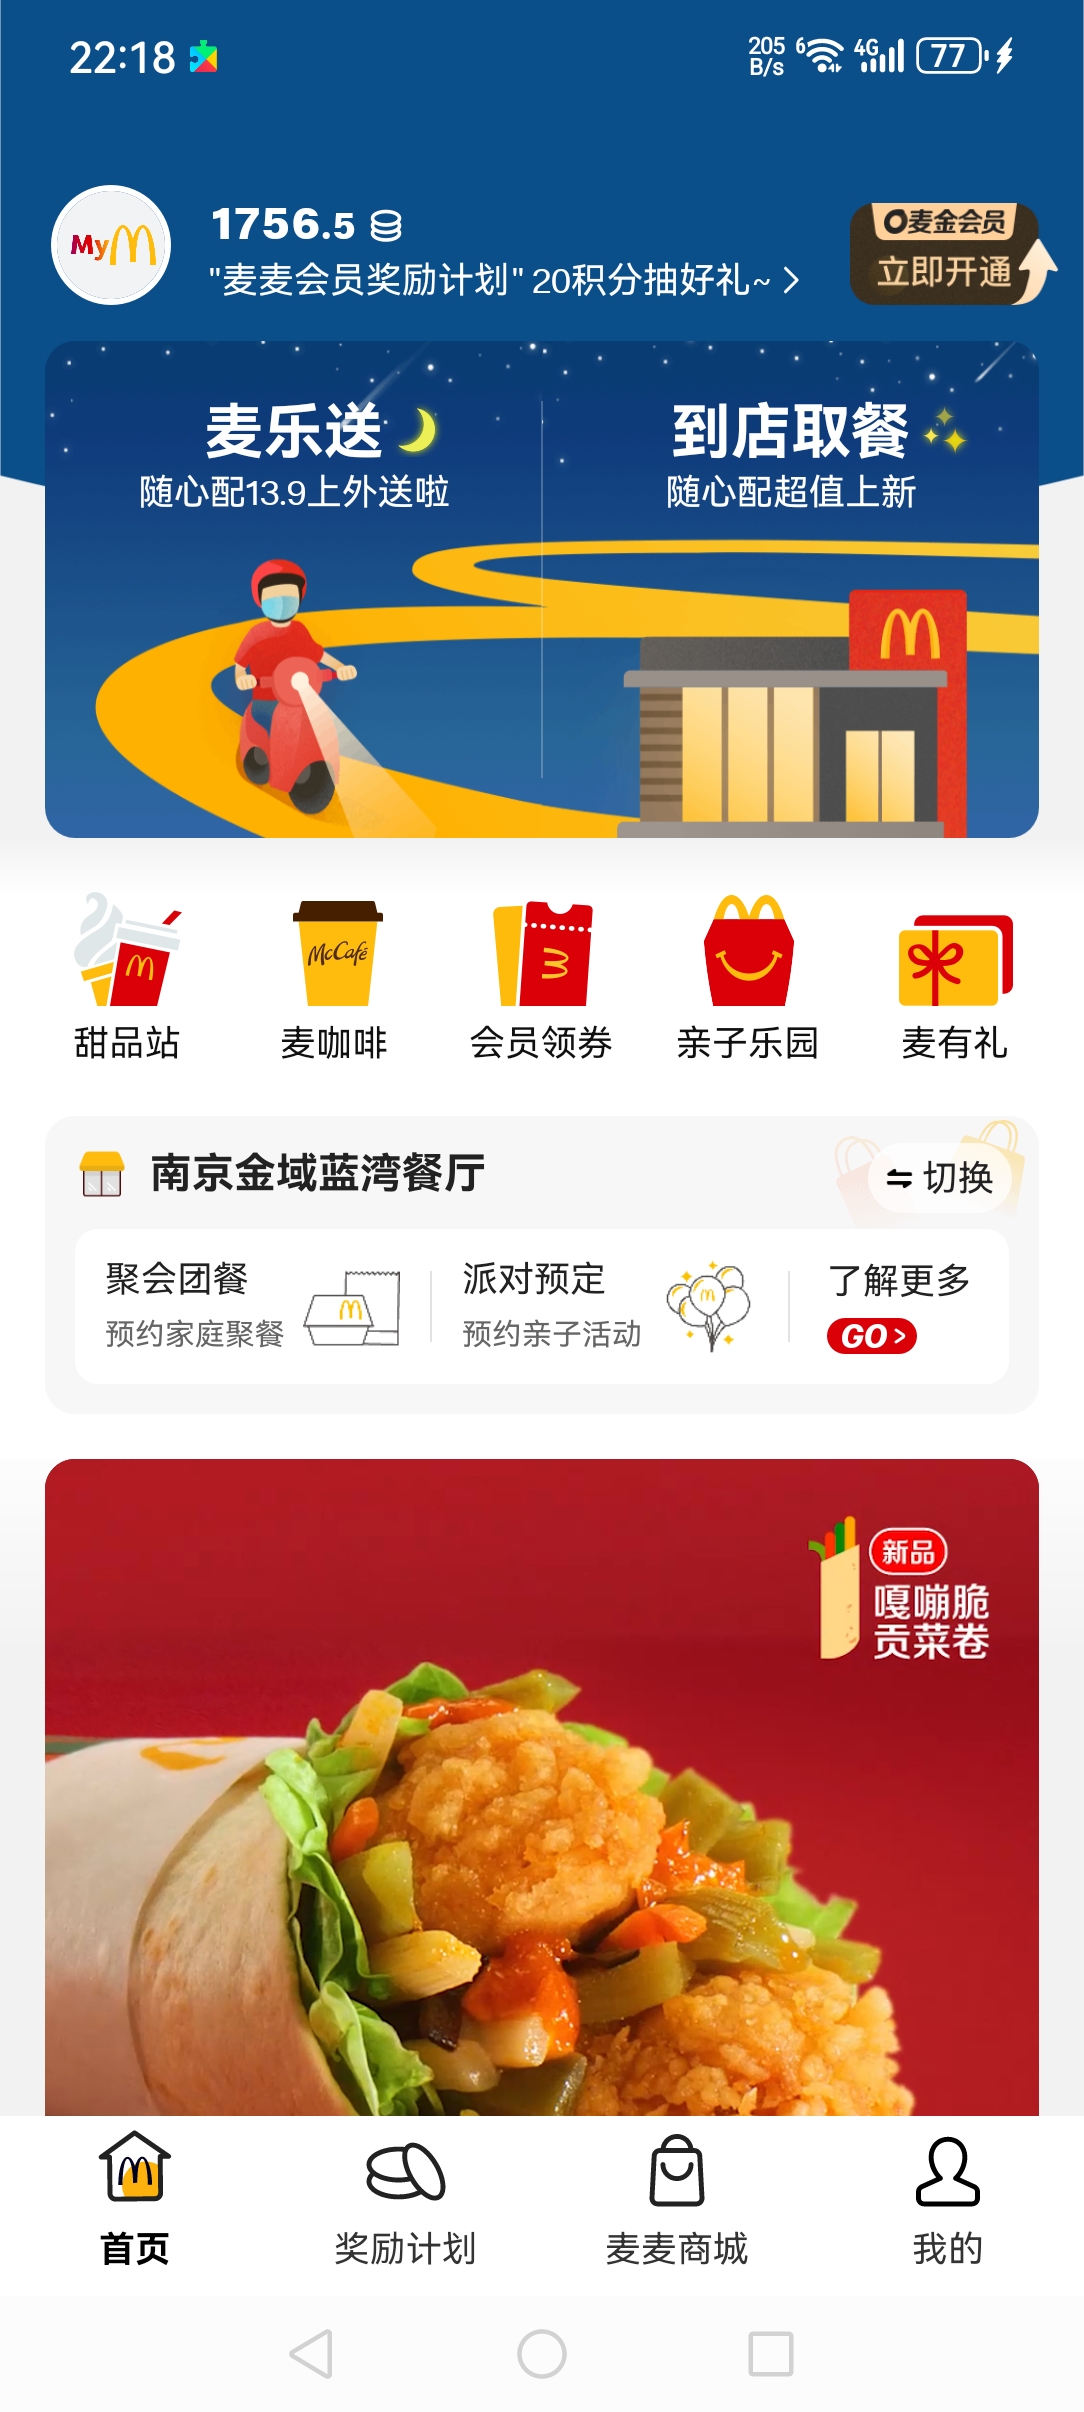 22:18
205
B/s
6
4G
77
1756.5
"麦麦会员奖励计划" 20积分抽好礼~ >
麦金会员
立即开通
My
麦乐送
到店取餐
随心配13.9上外送啦
随心配超值上新
McCafé
甜品站
麦咖啡
会员领券
亲子乐园
麦有礼
南京金域蓝湾餐厅
切换
聚会团餐
派对预定
了解更多
预约家庭聚餐
预约亲子活动
GO >
新品
嘎嘣脆
贡菜卷
首页
奖励计划
麦麦商城
我的